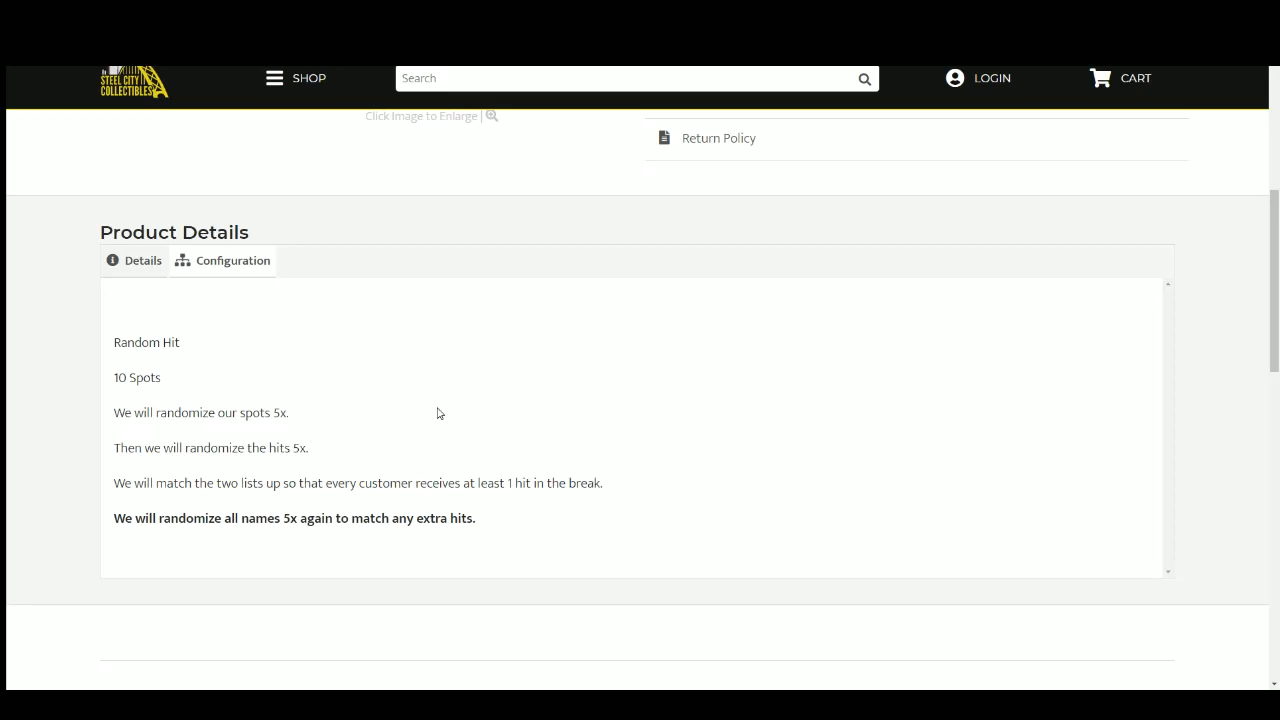 STEEL CITY
COLLECTIBLES
SHOP
Search
LOGIN
CART
Click Image to Enlarge |
Return Policy
Product Details
Details
Configuration
Random Hit
10 Spots
We will randomize our spots 5x.
Then we will randomize the hits 5x.
We will match the two lists up so that every customer receives at least 1 hit in the break.
We will randomize all names 5x again to match any extra hits.